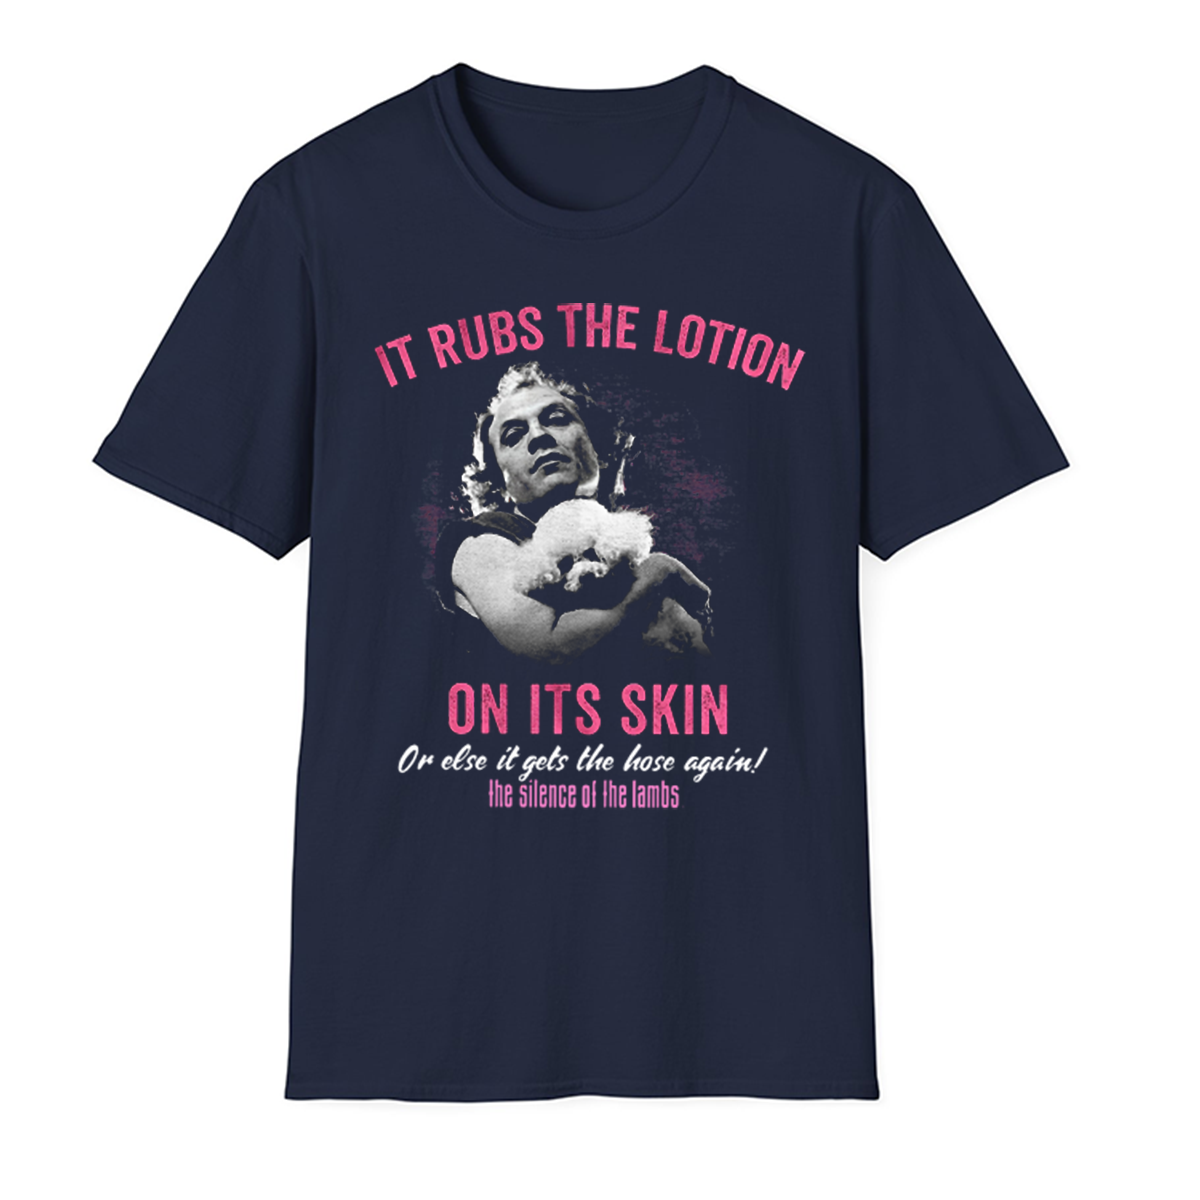 IT RUBS THE LOTION
ON ITS SKIN
Or else it gets the hose again!
the silence of the lambs